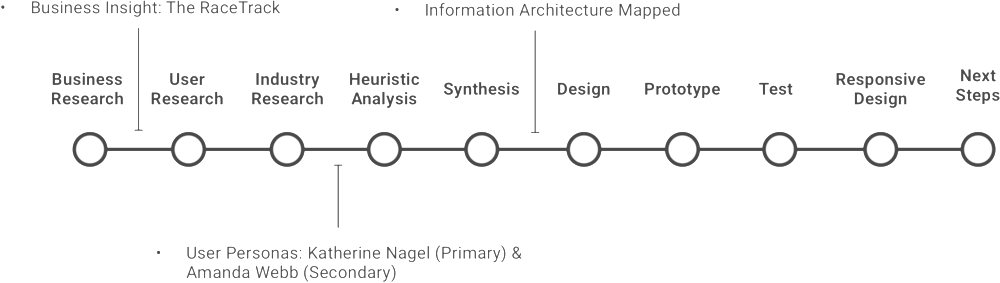 • Business Insight: The RaceTrack
• Information Architecture Mapped
Business
Research
User
Research
Industry
Research
Heuristic
Analysis
Synthesis
Design
Prototype
Test
Responsive
Design
Next
Steps
• User Personas: Katherine Nagel (Primary) &
Amanda Webb (Secondary)